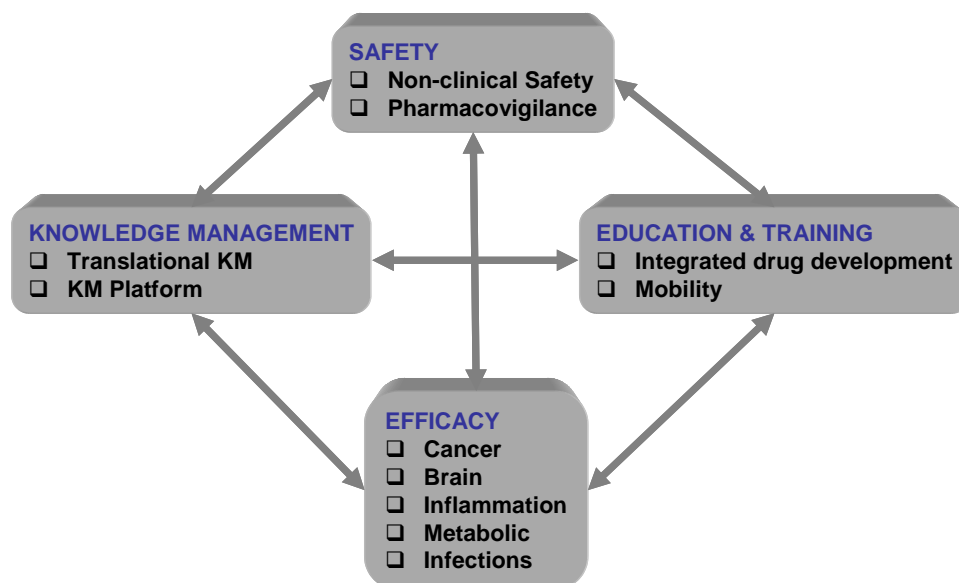 SAFETY
❑ Non-clinical Safety
❑ Pharmacovigilance
KNOWLEDGE MANAGEMENT
❑ Translational KM
❑ KM Platform
EDUCATION & TRAINING
❑ Integrated drug development
❑ Mobility
EFFICACY
❑ Cancer
❑ Brain
❑ Inflammation
❑ Metabolic
❑ Infections